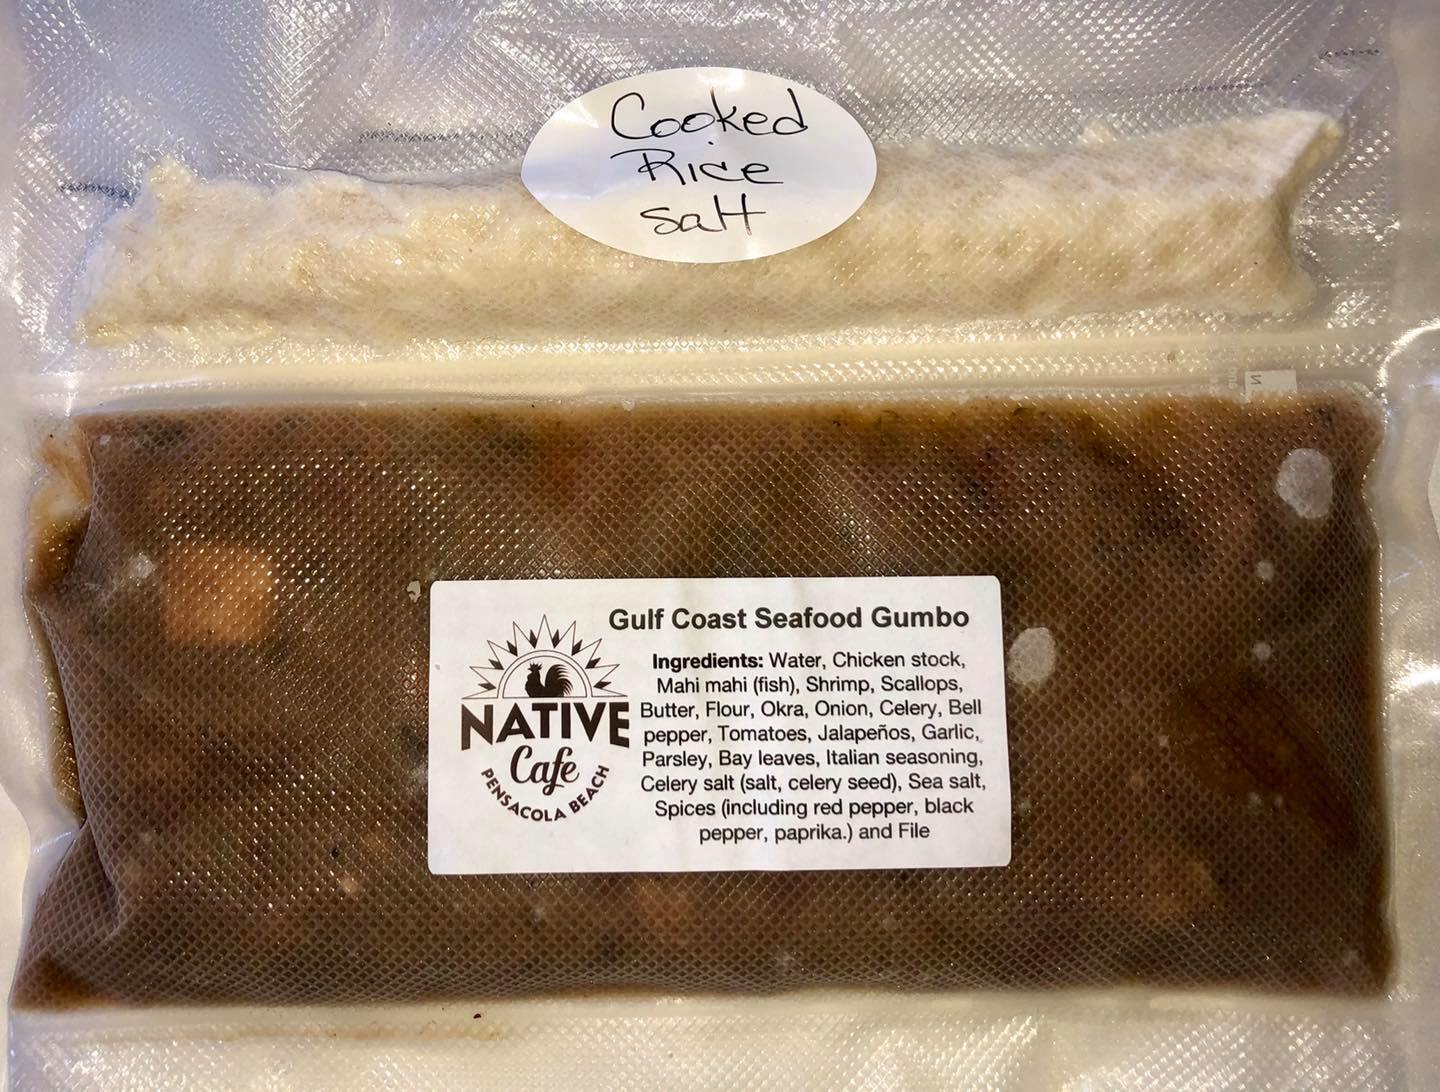 Cooked
Rice
Salt
N
Gulf Coast Seafood Gumbo
NATIVE
Cafe
PENSACOLA BEACH
Ingredients: Water, Chicken stock,
Mahi mahi (fish), Shrimp, Scallops,
Butter, Flour, Okra, Onion, Celery, Bell
pepper, Tomatoes, Jalapeños, Garlic,
Parsley, Bay leaves, Italian seasoning,
Celery salt (salt, celery seed), Sea salt,
Spices (including red pepper, black
pepper, paprika.) and File